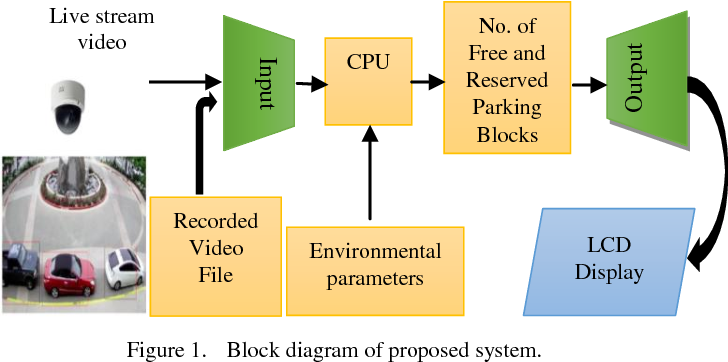 Live stream
video
Input
CPU
No. of
Free and
Reserved
Parking
Blocks
Output
Recorded
Video
File
Environmental
parameters
LCD
Display
Figure 1. Block diagram of proposed system.